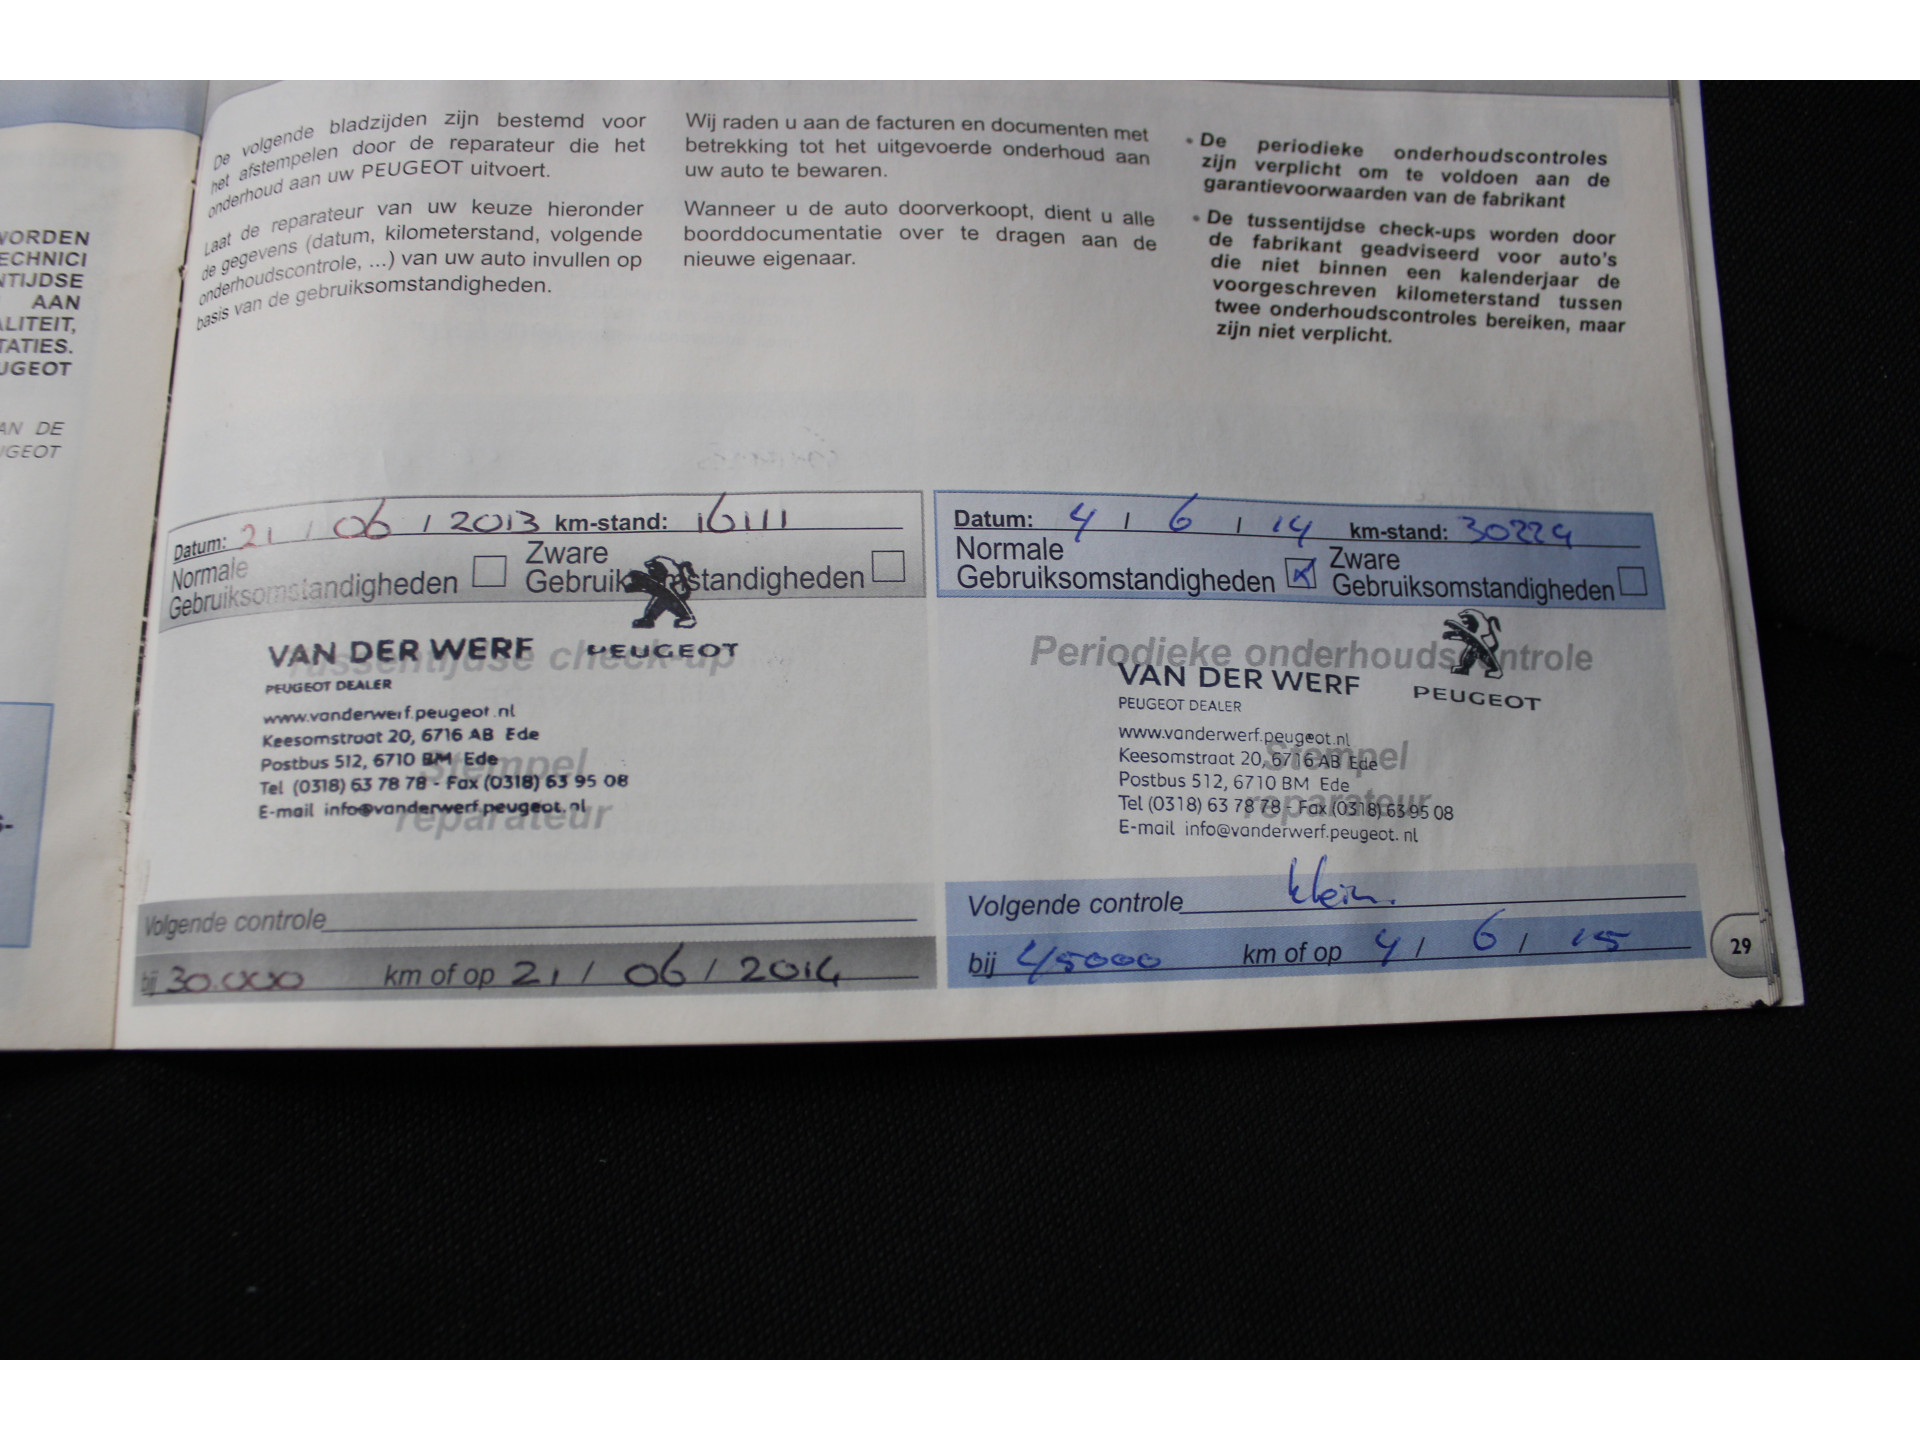 WORDEN
ECHNICI
NTIJDSE
AAN
ALITEIT,
TATIES.
UGEOT
AN DE
UGEOT
De volgende bladzijden zijn bestemd voor
het afstempelen door de reparateur die het
onderhoud aan uw PEUGEOT uitvoert.
Laat de reparateur van uw keuze hieronder
de gegevens (datum, kilometerstand, volgende
onderhoudscontrole, ...) van uw auto invullen op
basis van de gebruiksomstandigheden.
Wij raden u aan de facturen en documenten met
betrekking tot het uitgevoerde onderhoud aan
uw auto te bewaren.
Wanneer u de auto doorverkoopt, dient u alle
boorddocumentatie over te dragen aan de
nieuwe eigenaar.
• De periodieke onderhoudscontroles
zijn verplicht om te voldoen aan de
garantievoorwaarden van de fabrikant
• De tussentijdse check-ups worden door
de fabrikant geadviseerd voor auto's
die niet binnen een kalenderjaar de
voorgeschreven kilometerstand tussen
twee onderhoudscontroles bereiken, maar
zijn niet verplicht.
Datum: 21 / 06 / 2013 km-stand: 16111
Normale
Gebruiksomstandigheden
Zware
Gebruiksomstandigheden
Tussentijdse check-up
VAN DER WERF
PEUGEOT
PEUGEOT DEALER
www.vanderwerf.peugeot.nl
Keesomstraat 20, 6716 AB Ede
Postbus 512, 6710 BM Ede
Stempel
Tel (0318) 63 78 78 - Fax (0318) 63 95 08
E-mail info@vanderwerf.peugeot.nl
reparateur
Volgende controle
bij 30.000 km of op 21 / 06 / 2014
Datum: 4 / 6 / 14 km-stand: 30224
Normale
Gebruiksomstandigheden
Zware
Gebruiksomstandigheden
Periodieke onderhoudscontrole
VAN DER WERF
PEUGEOT
PEUGEOT DEALER
www.vanderwerf.peugeot.nl
Keesomstraat 20, 6716 AB Ede
Stempel
Postbus 512, 6710 BM Ede
Tel (0318) 63 78 78 - Fax (0318) 63 95 08
reparateur
E-mail info@vanderwerf.peugeot.nl
Volgende controle klein.
bij 45000 km of op 4 / 6 / 15
29